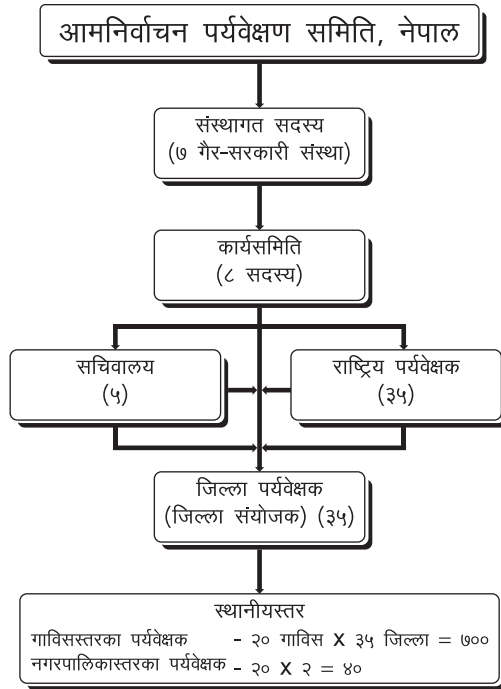 आमनिर्वाचन पर्यवेक्षण समिति, नेपाल
संस्थागत सदस्य
(७ गैर-सरकारी संस्था)
कार्यसमिति
(८ सदस्य)
सचिवालय
(५)
राष्ट्रिय पर्यवेक्षक
(३५)
जिल्ला पर्यवेक्षक
(जिल्ला संयोजक) (३५)
स्थानीयस्तर
गाविसस्तरका पर्यवेक्षक - २० गाविस X ३५ जिल्ला = ७००
नगरपालिकास्तरका पर्यवेक्षक - २० X २ = ४०